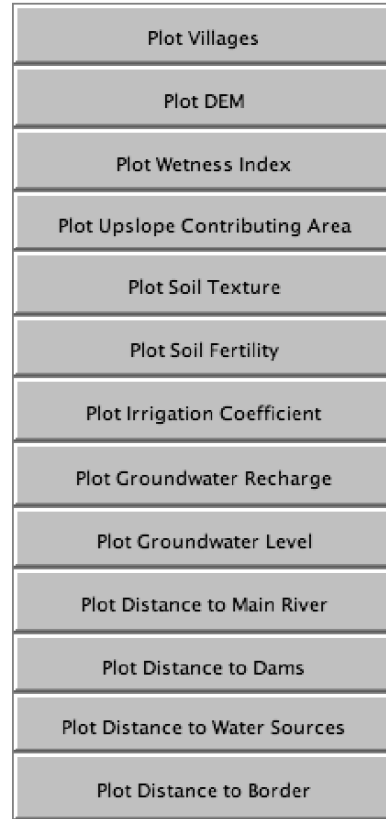 Plot Villages
Plot DEM
Plot Wetness Index
Plot Upslope Contributing Area
Plot Soil Texture
Plot Soil Fertility
Plot Irrigation Coefficient
Plot Groundwater Recharge
Plot Groundwater Level
Plot Distance to Main River
Plot Distance to Dams
Plot Distance to Water Sources
Plot Distance to Border